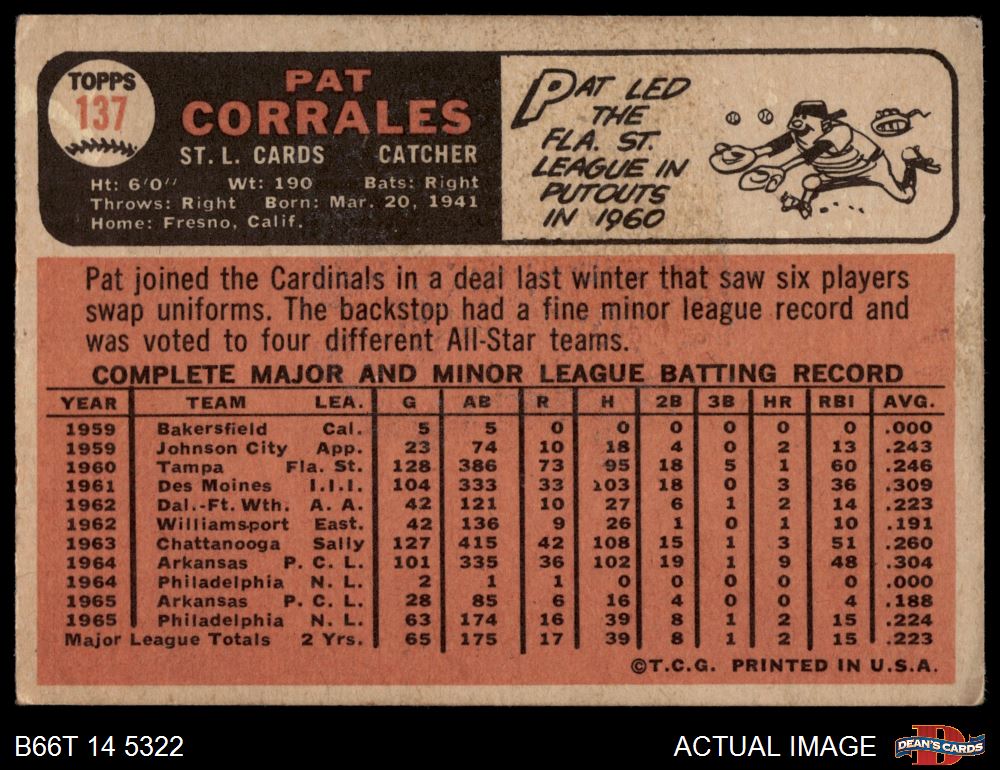 TOPPS
137
PAT
CORRALES
ST. L. CARDS CATCHER
Ht: 6'0" Wt: 190 Bats: Right
Throws: Right Born: Mar. 20, 1941
Home: Fresno, Calif.
PAT LED
THE
FLA. ST.
LEAGUE IN
PUTOUTS
IN 1960
Pat joined the Cardinals in a deal last winter that saw six players
swap uniforms. The backstop had a fine minor league record and
was voted to four different All-Star teams.
COMPLETE MAJOR AND MINOR LEAGUE BATTING RECORD
YEAR TEAM LEA. G AB R H 2B 3B HR RBI AVG.
1959 Bakersfield Cal. 5 5 0 0 0 0 0 0 .000
1959 Johnson City App. 23 74 10 18 4 0 2 13 .243
1960 Tampa Fla. St. 128 386 73 95 18 5 1 60 .246
1961 Des Moines I.I.I. 104 333 33 103 18 0 3 36 .309
1962 Dal.-Ft. Wth. A. A. 42 121 10 27 6 1 2 14 .223
1962 Williamsport East. 42 136 9 26 1 0 1 10 .191
1963 Chattanooga Sally 127 415 42 108 15 1 3 51 .260
1964 Arkansas P. C. L. 101 335 36 102 19 1 9 48 .304
1964 Philadelphia N. L. 2 1 1 0 0 0 0 0 .000
1965 Arkansas P. C. L. 28 85 6 16 4 0 0 4 .188
1965 Philadelphia N. L. 63 174 16 39 8 1 2 15 .224
Major League Totals 2 Yrs. 65 175 17 39 8 1 2 15 .223
©T.C.G. PRINTED IN U.S.A.
B66T 14 5322
ACTUAL IMAGE
D
DEAN'S CARDS